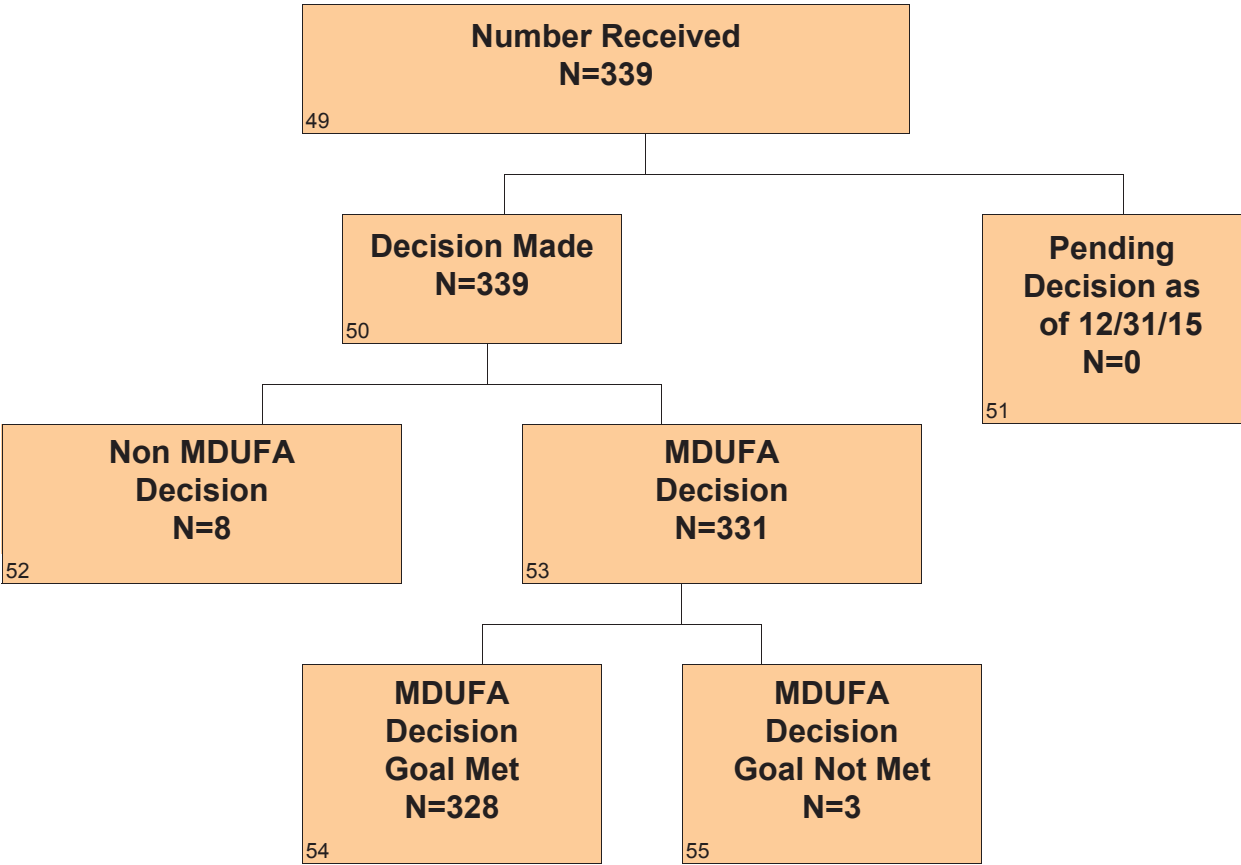 Number Received
N=339
49
Decision Made
N=339
50
Pending
Decision as
of 12/31/15
N=0
51
Non MDUFA
Decision
N=8
52
MDUFA
Decision
N=331
53
MDUFA
Decision
Goal Met
N=328
54
MDUFA
Decision
Goal Not Met
N=3
55